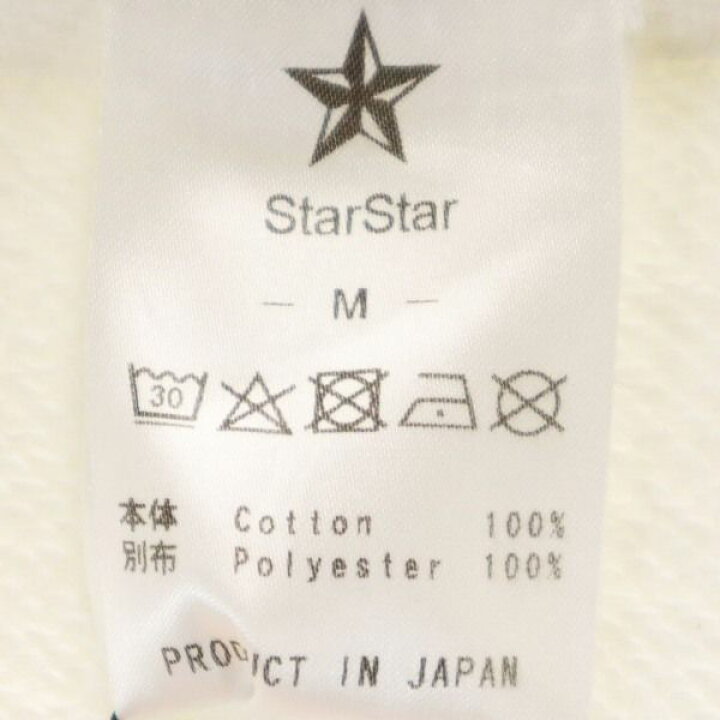 StarStar
— M —
30
本体 Cotton 100%
別布 Polyester 100%
PRODUCT IN JAPAN